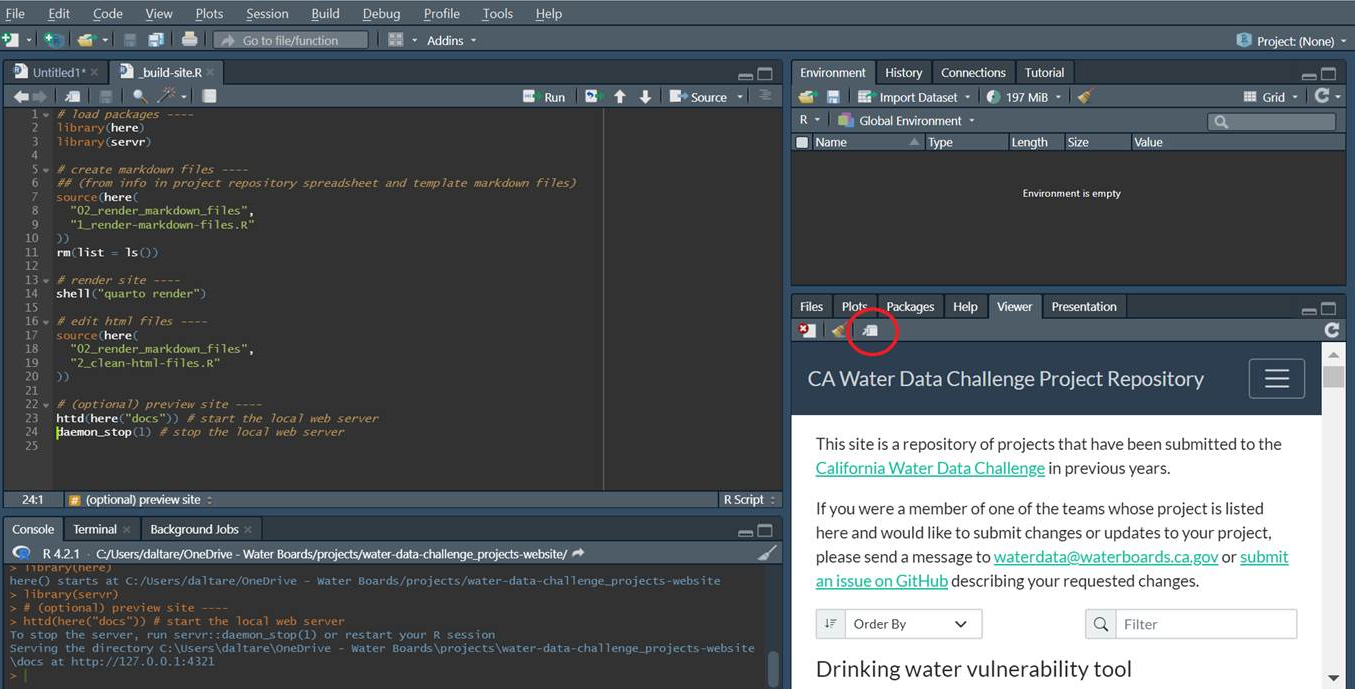 File Edit Code View Plots Session Build Debug Profile Tools Help
Go to file/function Addins Project: (None)
Untitled1* _build-site.R
Run Source
1 # load packages ----
2 library(here)
3 library(servr)
4
5 # create markdown files ----
6 ## (from info in project repository spreadsheet and template markdown files)
7 source(here(
8 "02_render_markdown_files",
9 "1_render-markdown-files.R"
10 ))
11 rm(list = ls())
12
13 # render site ----
14 shell("quarto render")
15
16 # edit html files ----
17 source(here(
18 "02_render_markdown_files",
19 "2_clean-html-files.R"
20 ))
21
22 # (optional) preview site ----
23 httd(here("docs")) # start the local web server
24 daemon_stop(1) # stop the local web server
25
24:1 # (optional) preview site R Script
Console Terminal Background Jobs
R 4.2.1 · C:/Users/daltare/OneDrive - Water Boards/projects/water-data-challenge_projects-website/
> library(here)
here() starts at C:/Users/daltare/OneDrive - Water Boards/projects/water-data-challenge_projects-website
> library(servr)
> # (optional) preview site ----
> httd(here("docs")) # start the local web server
To stop the server, run servr::daemon_stop(1) or restart your R session
Serving the directory C:\Users\daltare\OneDrive - Water Boards\projects\water-data-challenge_projects-website
\docs at http://127.0.0.1:4321
>
Environment History Connections Tutorial
Import Dataset 197 MiB Grid
R Global Environment
Name Type Length Size Value
Environment is empty
Files Plots Packages Help Viewer Presentation
CA Water Data Challenge Project Repository
This site is a repository of projects that have been submitted to the
California Water Data Challenge in previous years.
If you were a member of one of the teams whose project is listed
here and would like to submit changes or updates to your project,
please send a message to waterdata@waterboards.ca.gov or submit
an issue on GitHub describing your requested changes.
Order By Filter
Drinking water vulnerability tool